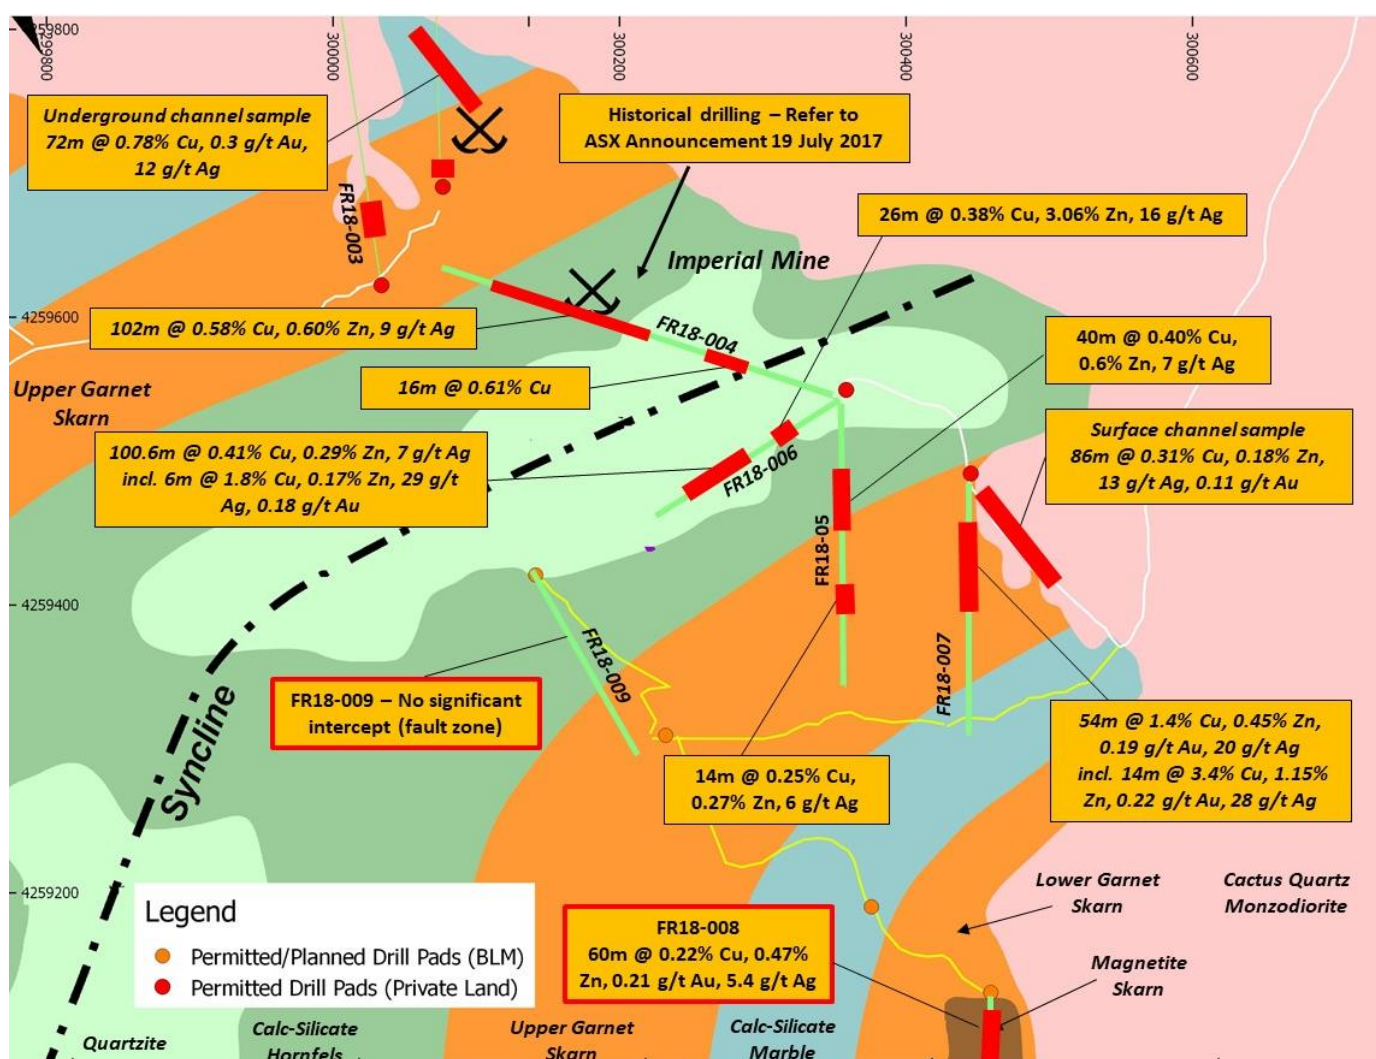 4259800
299800
300000
300200
300400
300600
Underground channel sample
72m @ 0.78% Cu, 0.3 g/t Au,
12 g/t Ag
Historical drilling – Refer to
ASX Announcement 19 July 2017
26m @ 0.38% Cu, 3.06% Zn, 16 g/t Ag
FR18-003
Imperial Mine
4259600
102m @ 0.58% Cu, 0.60% Zn, 9 g/t Ag
FR18-004
40m @ 0.40% Cu,
0.6% Zn, 7 g/t Ag
16m @ 0.61% Cu
Upper Garnet
Skarn
Surface channel sample
86m @ 0.31% Cu, 0.18% Zn,
13 g/t Ag, 0.11 g/t Au
100.6m @ 0.41% Cu, 0.29% Zn, 7 g/t Ag
incl. 6m @ 1.8% Cu, 0.17% Zn, 29 g/t
Ag, 0.18 g/t Au
FR18-006
FR18-05
4259400
FR18-007
FR18-009
FR18-009 – No significant
intercept (fault zone)
Syncline
54m @ 1.4% Cu, 0.45% Zn,
0.19 g/t Au, 20 g/t Ag
incl. 14m @ 3.4% Cu, 1.15%
Zn, 0.22 g/t Au, 28 g/t Ag
14m @ 0.25% Cu,
0.27% Zn, 6 g/t Ag
4259200
Lower Garnet
Skarn
Cactus Quartz
Monzodiorite
Legend
Permitted/Planned Drill Pads (BLM)
Permitted Drill Pads (Private Land)
FR18-008
60m @ 0.22% Cu, 0.47%
Zn, 0.21 g/t Au, 5.4 g/t Ag
Magnetite
Skarn
Quartzite
Calc-Silicate
Hornfels
Upper Garnet
Skarn
Calc-Silicate
Marble